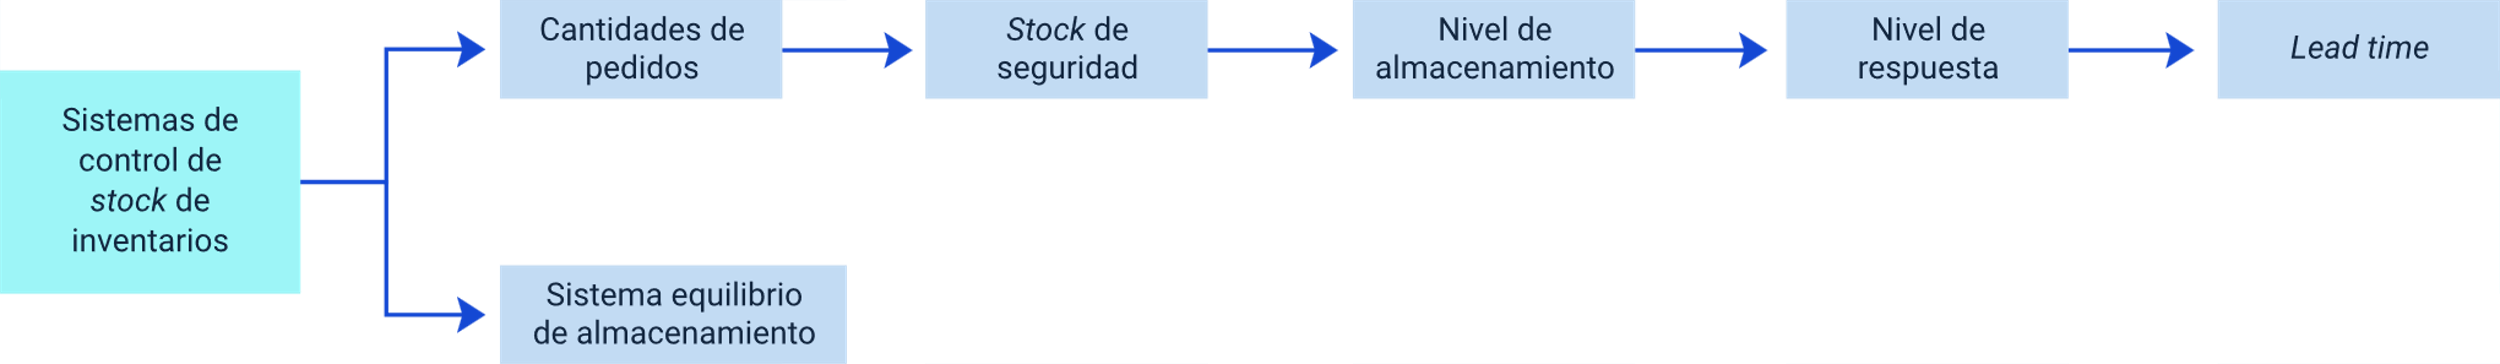 Cantidades de
pedidos
Stock de
seguridad
Nivel de
almacenamiento
Nivel de
respuesta
Lead time
Sistemas de
control de
stock de
inventarios
Sistema equilibrio
de almacenamiento